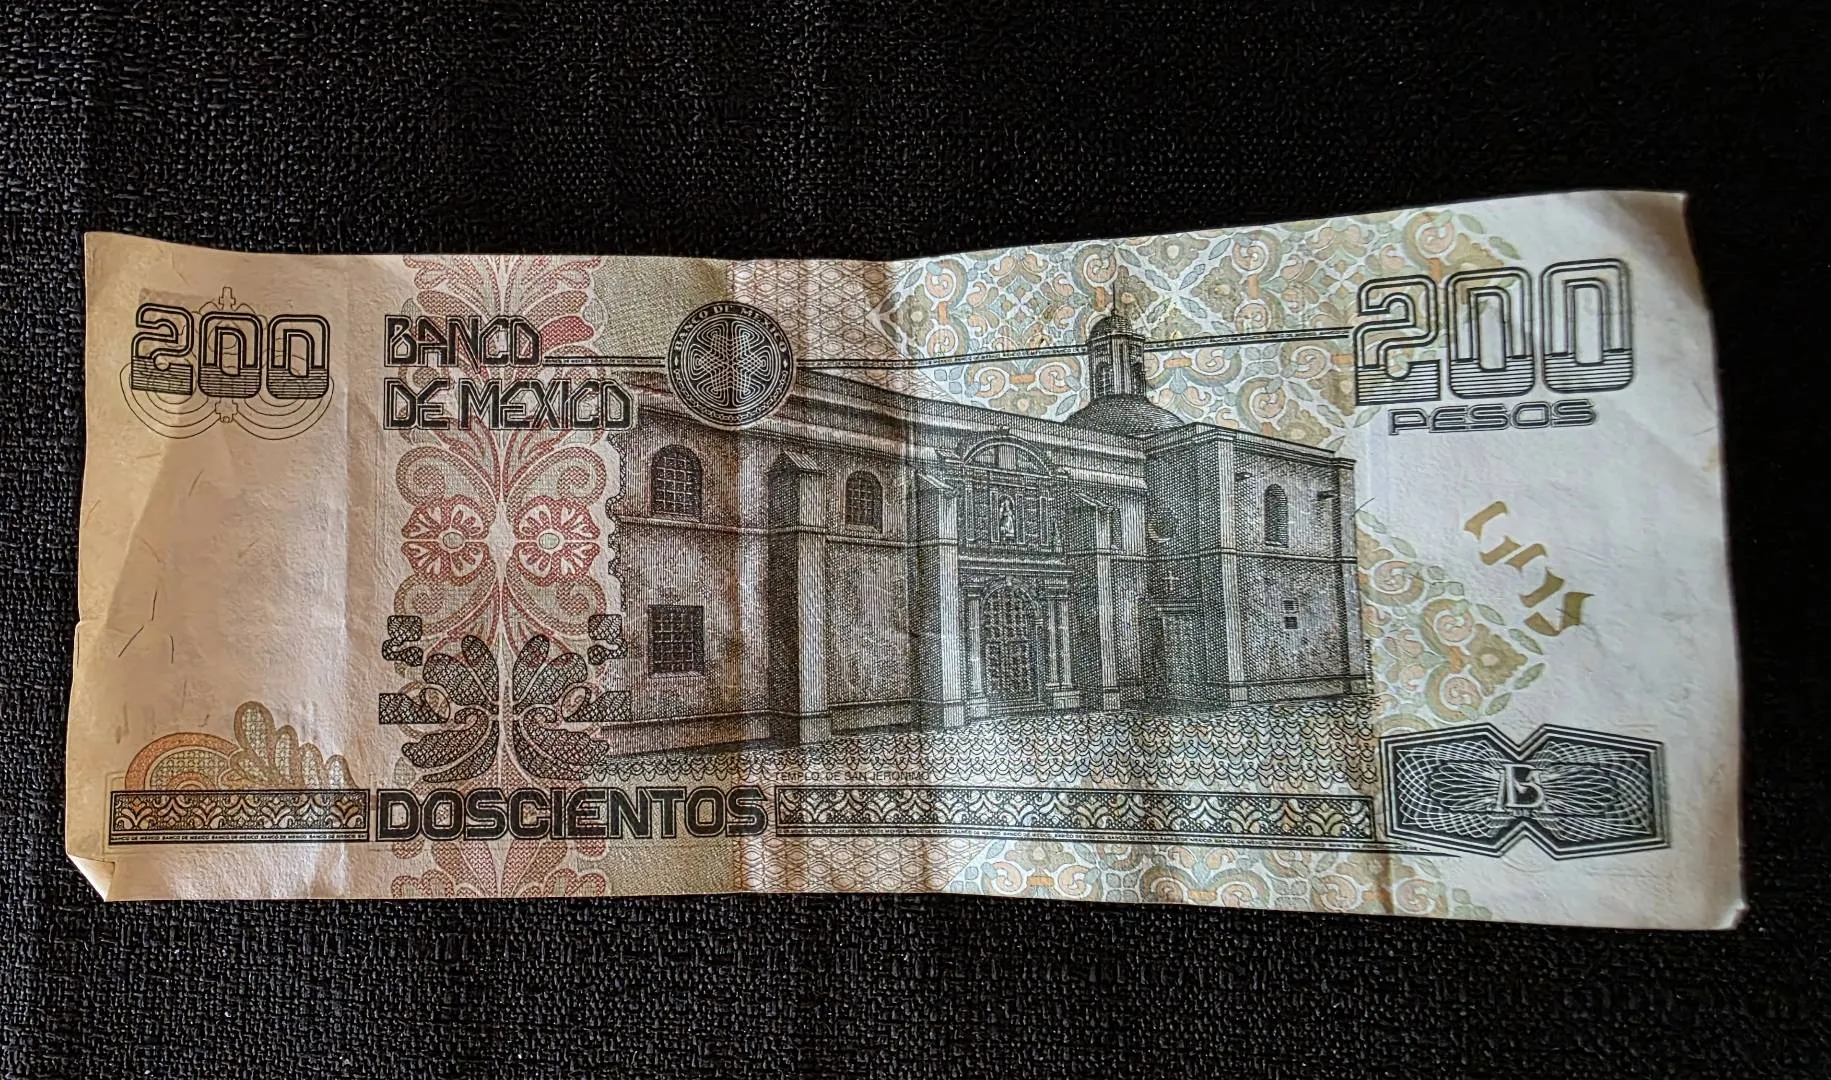 200
BANCO
DE MEXICO
BANCO DE MEXICO
200
PESOS
TEMPLO DE SAN JERONIMO
DOSCIENTOS